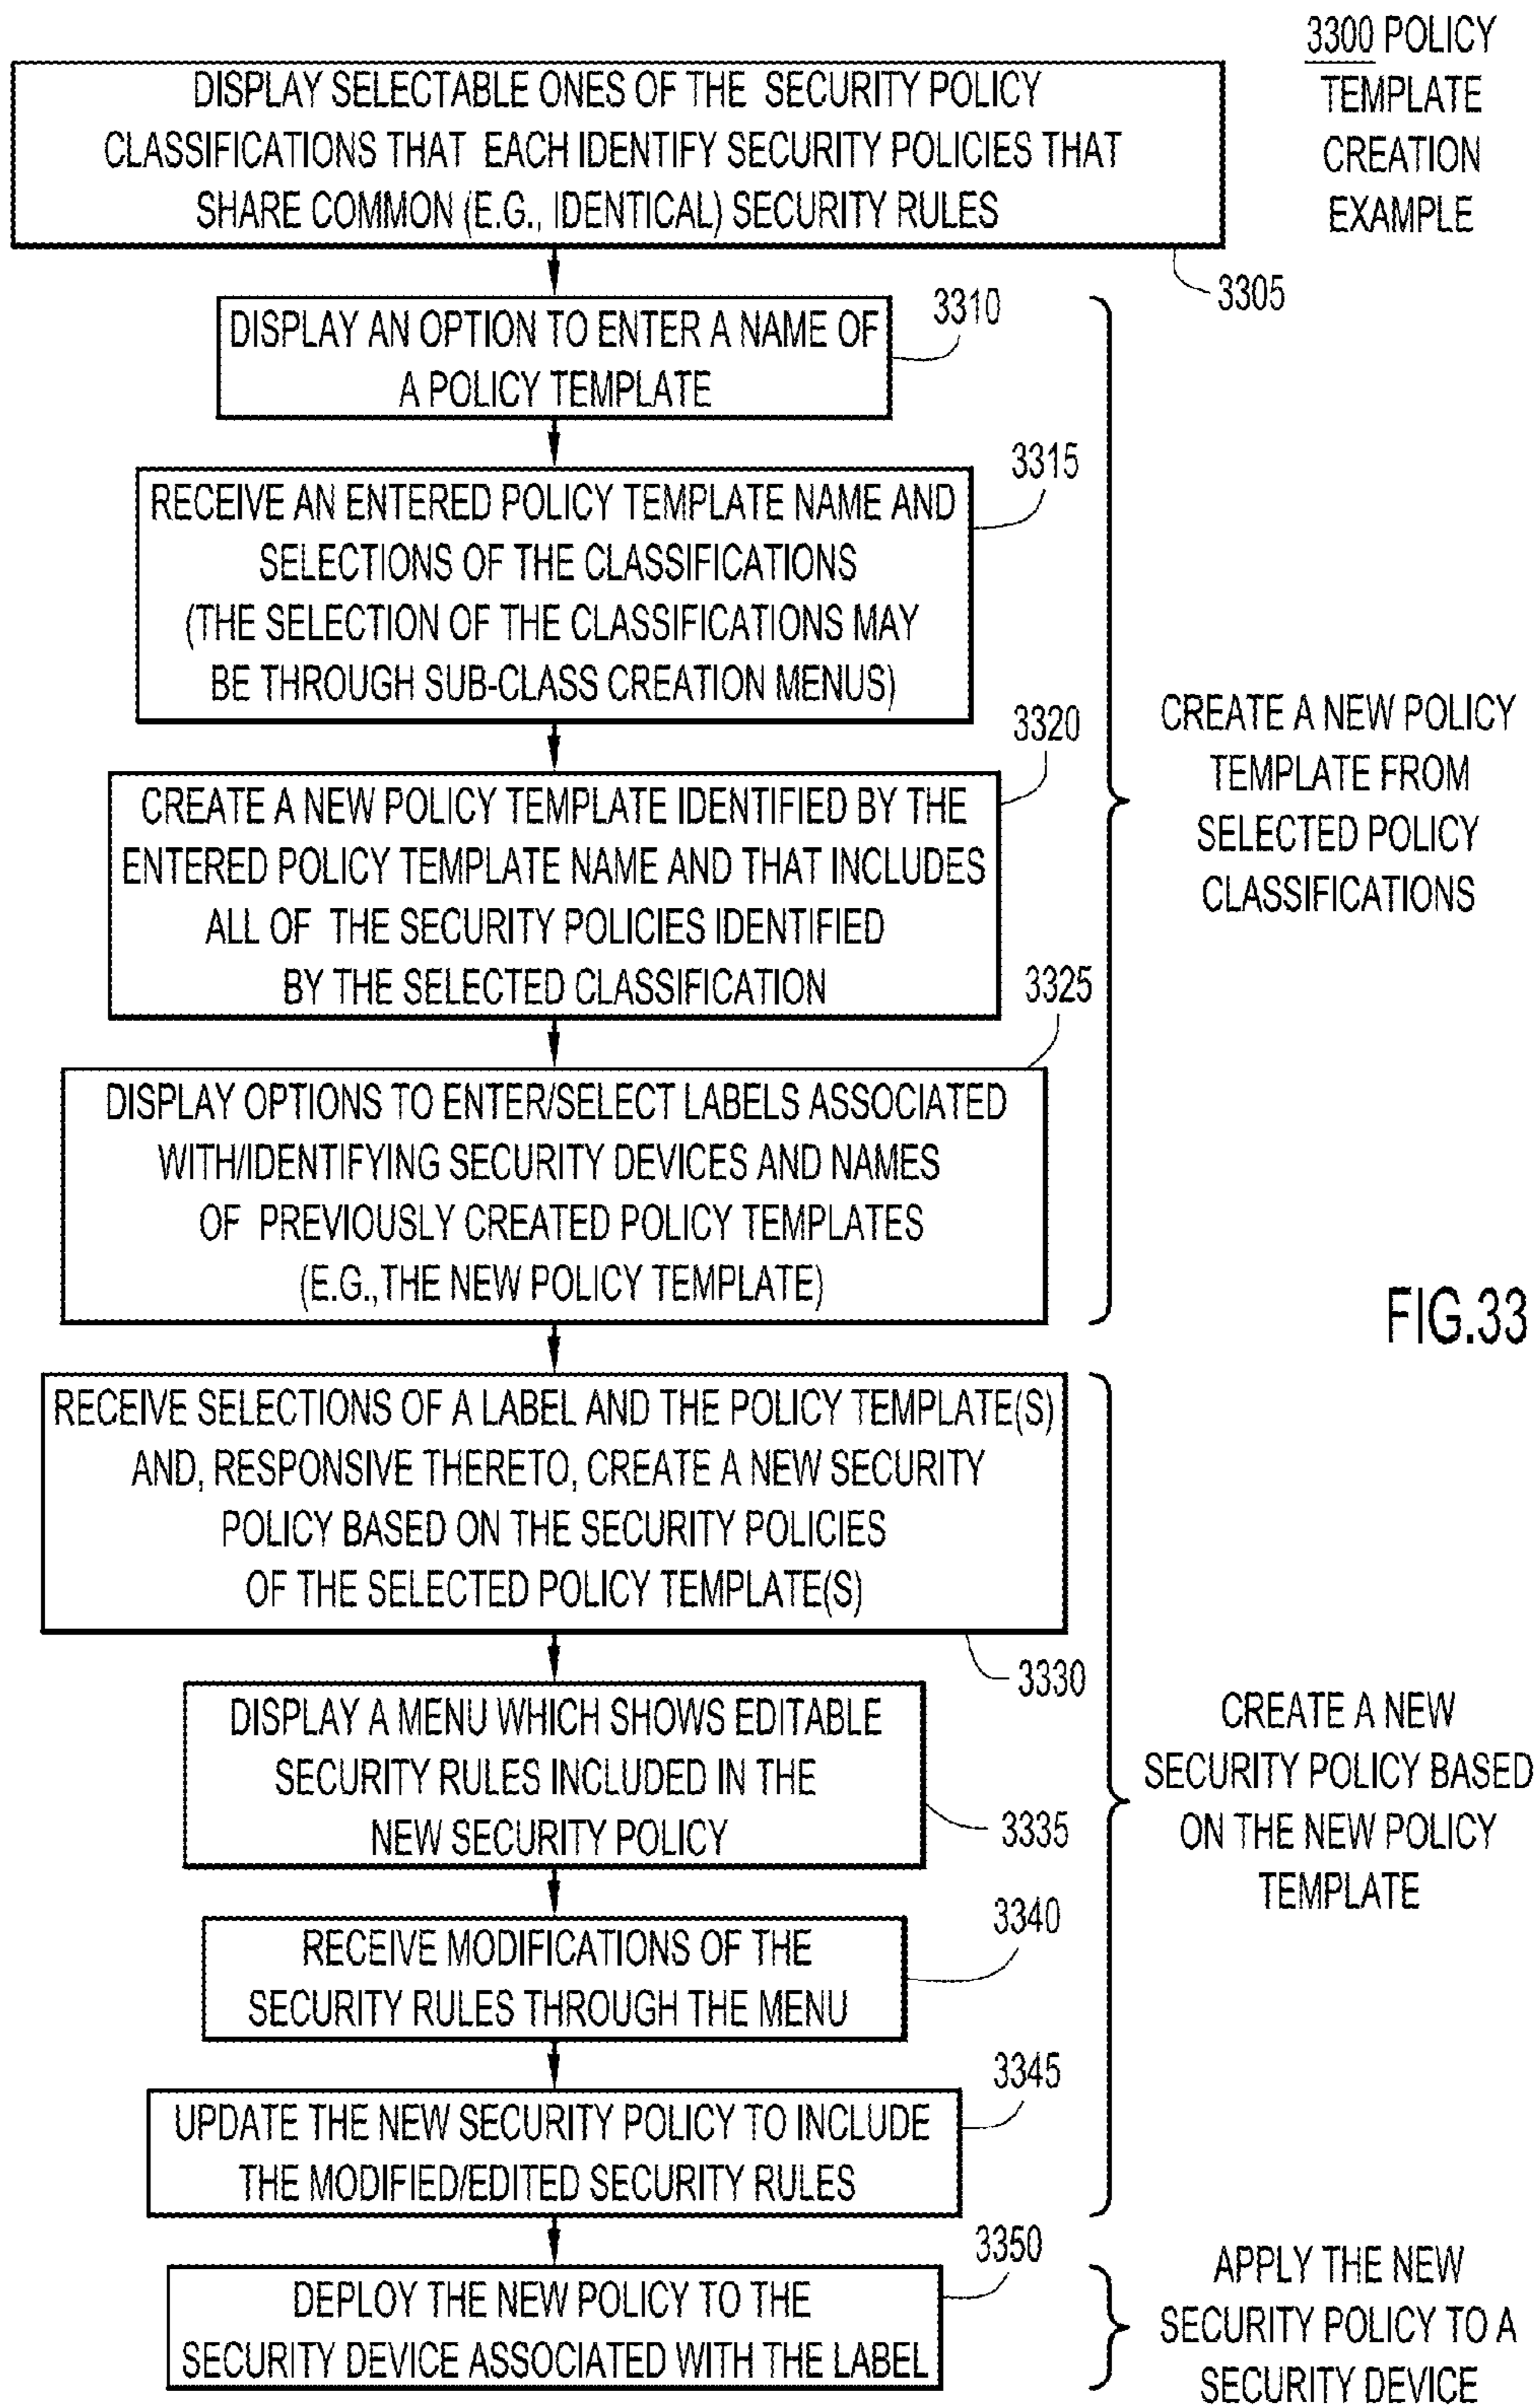 3300 POLICY
TEMPLATE
CREATION
EXAMPLE
DISPLAY SELECTABLE ONES OF THE SECURITY POLICY
CLASSIFICATIONS THAT EACH IDENTIFY SECURITY POLICIES THAT
SHARE COMMON (E.G., IDENTICAL) SECURITY RULES
3305
DISPLAY AN OPTION TO ENTER A NAME OF
A POLICY TEMPLATE
3310
RECEIVE AN ENTERED POLICY TEMPLATE NAME AND
SELECTIONS OF THE CLASSIFICATIONS
(THE SELECTION OF THE CLASSIFICATIONS MAY
BE THROUGH SUB-CLASS CREATION MENUS)
3315
CREATE A NEW POLICY TEMPLATE IDENTIFIED BY THE
ENTERED POLICY TEMPLATE NAME AND THAT INCLUDES
ALL OF THE SECURITY POLICIES IDENTIFIED
BY THE SELECTED CLASSIFICATION
3320
DISPLAY OPTIONS TO ENTER/SELECT LABELS ASSOCIATED
WITH/IDENTIFYING SECURITY DEVICES AND NAMES
OF PREVIOUSLY CREATED POLICY TEMPLATES
(E.G.,THE NEW POLICY TEMPLATE)
3325
CREATE A NEW POLICY
TEMPLATE FROM
SELECTED POLICY
CLASSIFICATIONS
FIG.33
RECEIVE SELECTIONS OF A LABEL AND THE POLICY TEMPLATE(S)
AND, RESPONSIVE THERETO, CREATE A NEW SECURITY
POLICY BASED ON THE SECURITY POLICIES
OF THE SELECTED POLICY TEMPLATE(S)
3330
DISPLAY A MENU WHICH SHOWS EDITABLE
SECURITY RULES INCLUDED IN THE
NEW SECURITY POLICY
3335
RECEIVE MODIFICATIONS OF THE
SECURITY RULES THROUGH THE MENU
3340
UPDATE THE NEW SECURITY POLICY TO INCLUDE
THE MODIFIED/EDITED SECURITY RULES
3345
CREATE A NEW
SECURITY POLICY BASED
ON THE NEW POLICY
TEMPLATE
DEPLOY THE NEW POLICY TO THE
SECURITY DEVICE ASSOCIATED WITH THE LABEL
3350
APPLY THE NEW
SECURITY POLICY TO A
SECURITY DEVICE